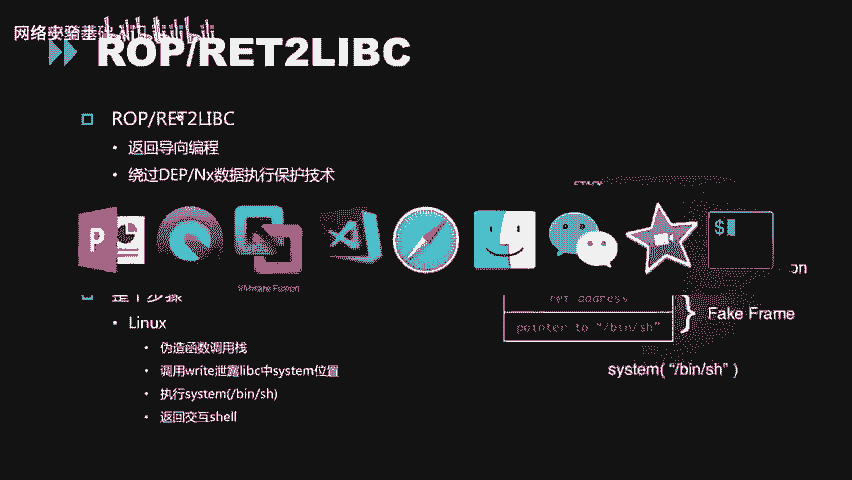 网络安全基础
ROP/RET2LIBC
ROP/RET2LIBC
返回导向编程
绕过DEP/Nx数据执行保护技术
P
$
VMware Fusion
on
整个步骤
ret address
Linux
pointer to "/bin/sh"
Fake Frame
伪造函数调用栈
调用write泄露libc中system位置
system( "/bin/sh" )
执行system(/bin/sh)
返回交互shell